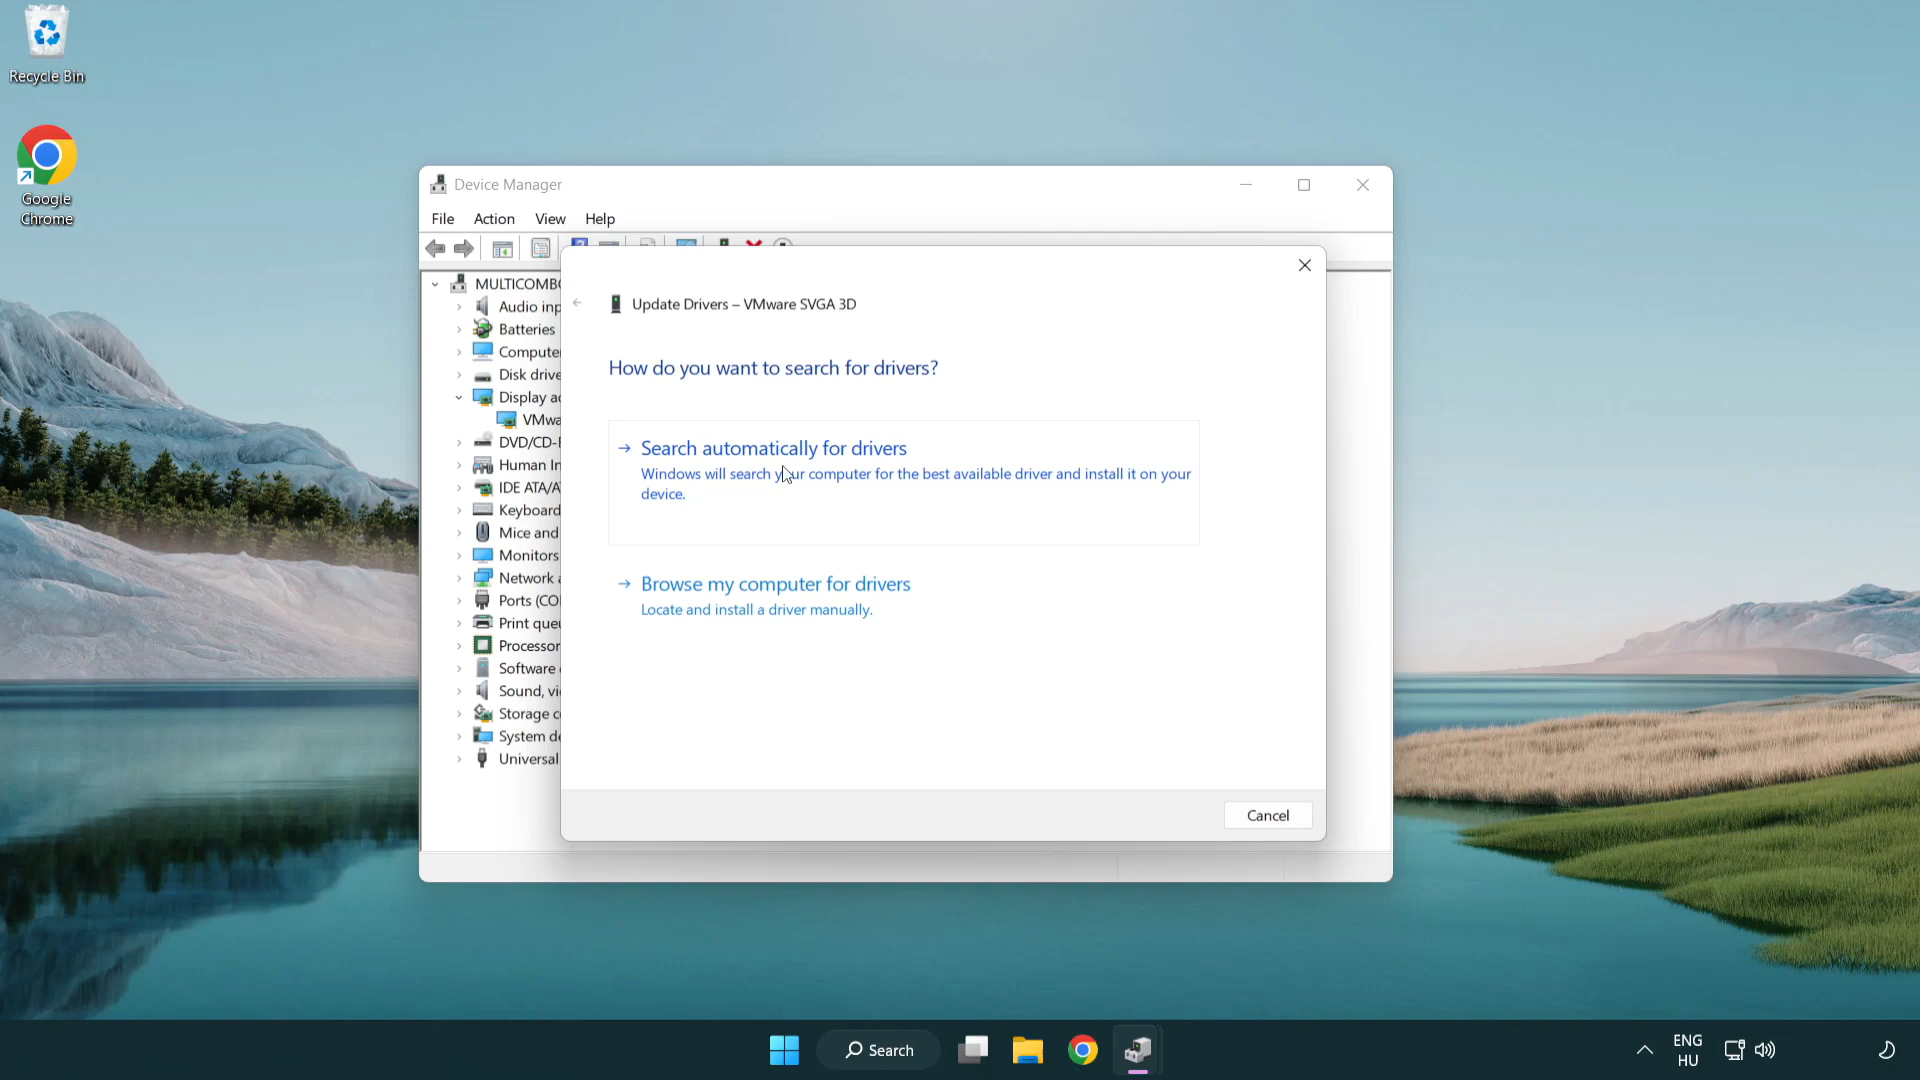 Recycle Bin
Google
Chrome
Device Manager
File Action View Help
MULTICOMBO
Audio inp
Batteries
Compute
Disk drive
Display a
VMwa
DVD/CD-
Human In
IDE ATA/A
Keyboard
Mice and
Monitors
Network
Ports (CO
Print que
Processor
Software
Sound, vi
Storage c
System de
Universal
Update Drivers – VMware SVGA 3D
How do you want to search for drivers?
Search automatically for drivers
Windows will search your computer for the best available driver and install it on your
device.
Browse my computer for drivers
Locate and install a driver manually.
Cancel
Search
ENG
HU